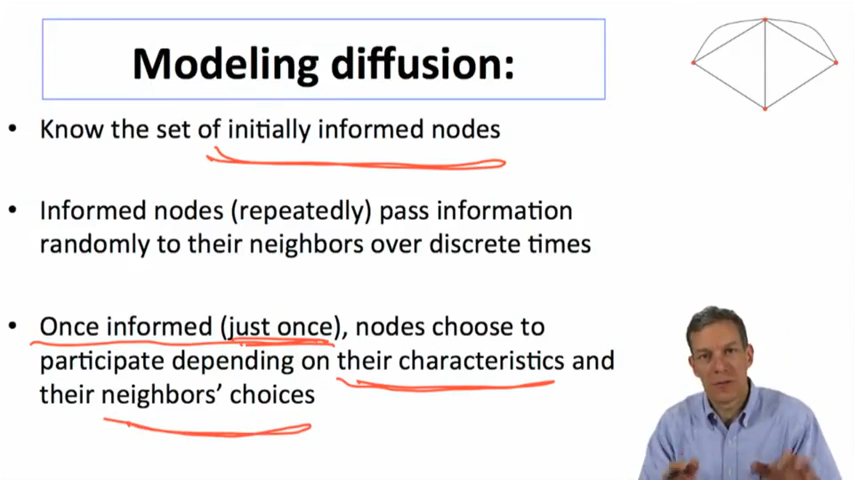 Modeling diffusion:
• Know the set of initially informed nodes
• Informed nodes (repeatedly) pass information
randomly to their neighbors over discrete times
• Once informed (just once), nodes choose to
participate depending on their characteristics and
their neighbors’ choices